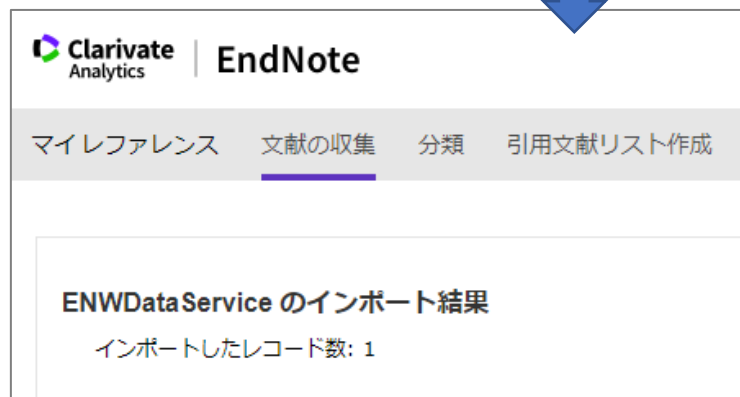 Clarivate
Analytics
EndNote
マイ レファレンス 文献の収集 分類 引用文献リスト作成
ENWDataService のインポート結果
インポートしたレコード数: 1